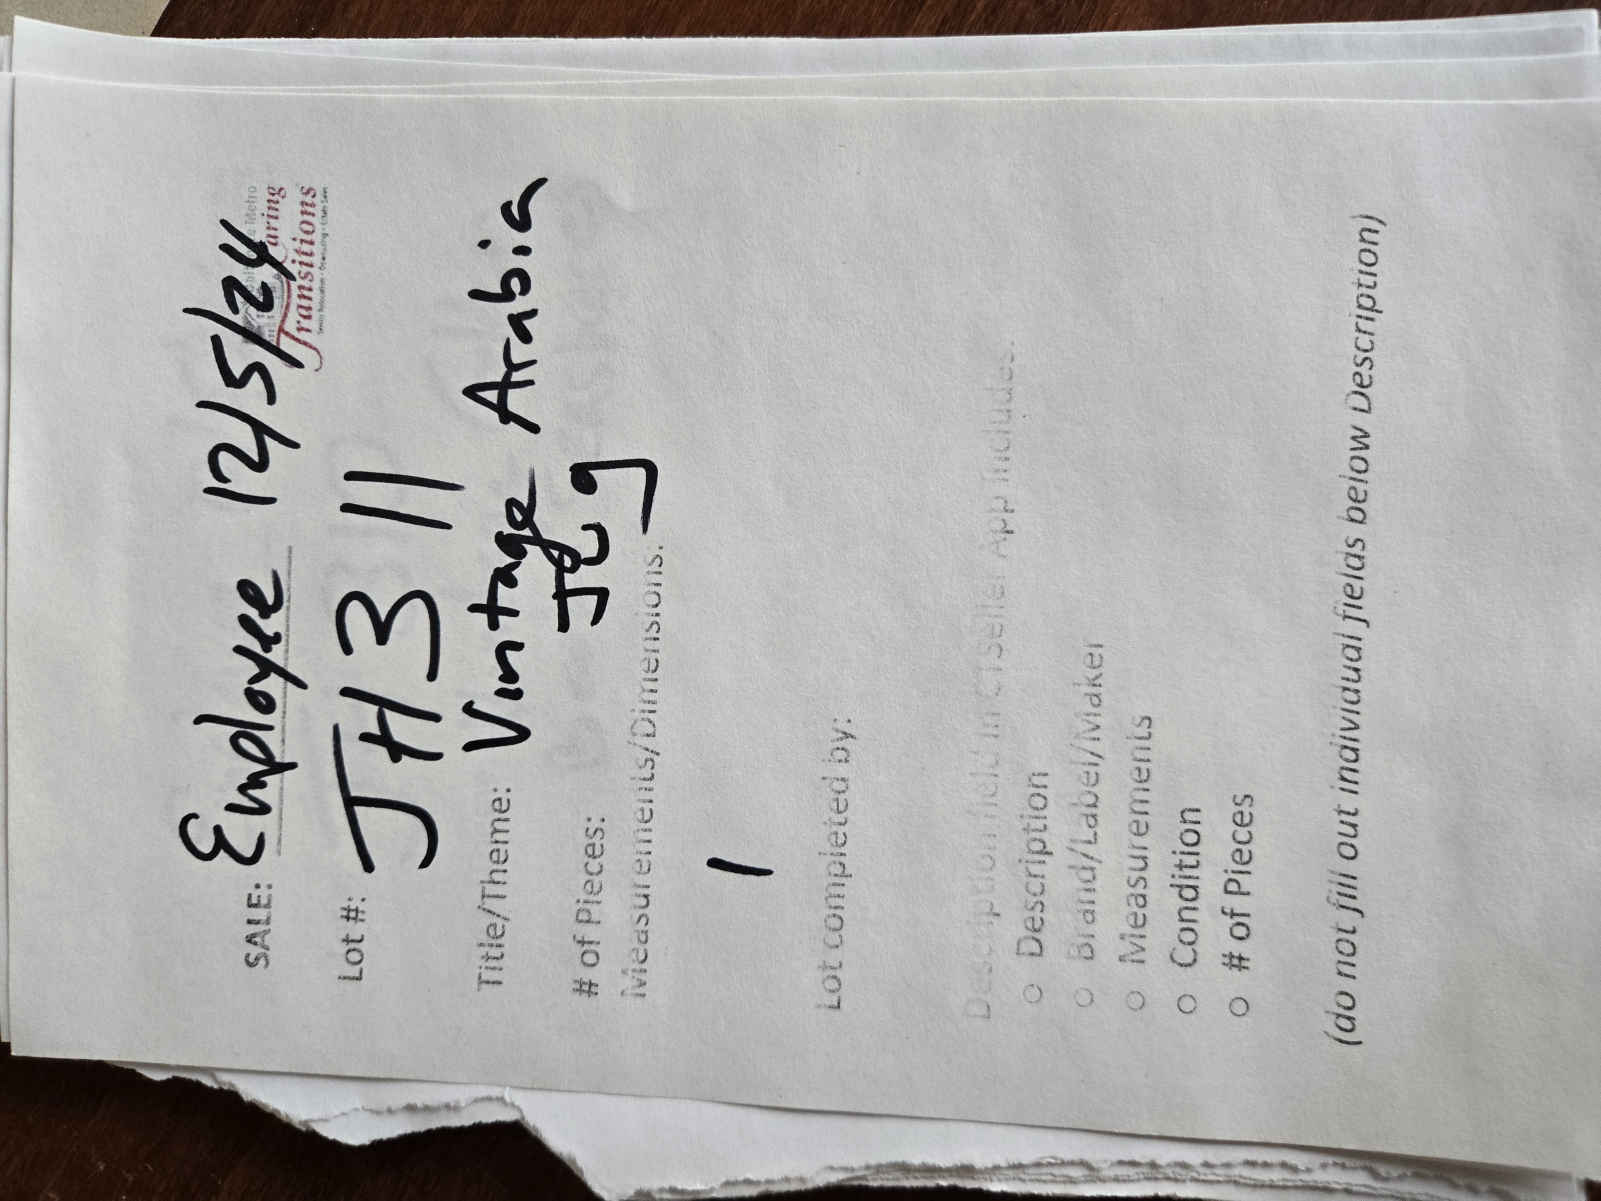 SALE: Employee 12/5/24
Metro
Caring
Transitions
Lot #: JH3 11
Title/Theme: Vintage Arabia
Jug
# of Pieces:
Measurements/Dimensions:
1
Lot completed by:
Description field in CTSeller App includes:
○ Description
○ Brand/Label/Maker
○ Measurements
○ Condition
○ # of Pieces
(do not fill out individual fields below Description)